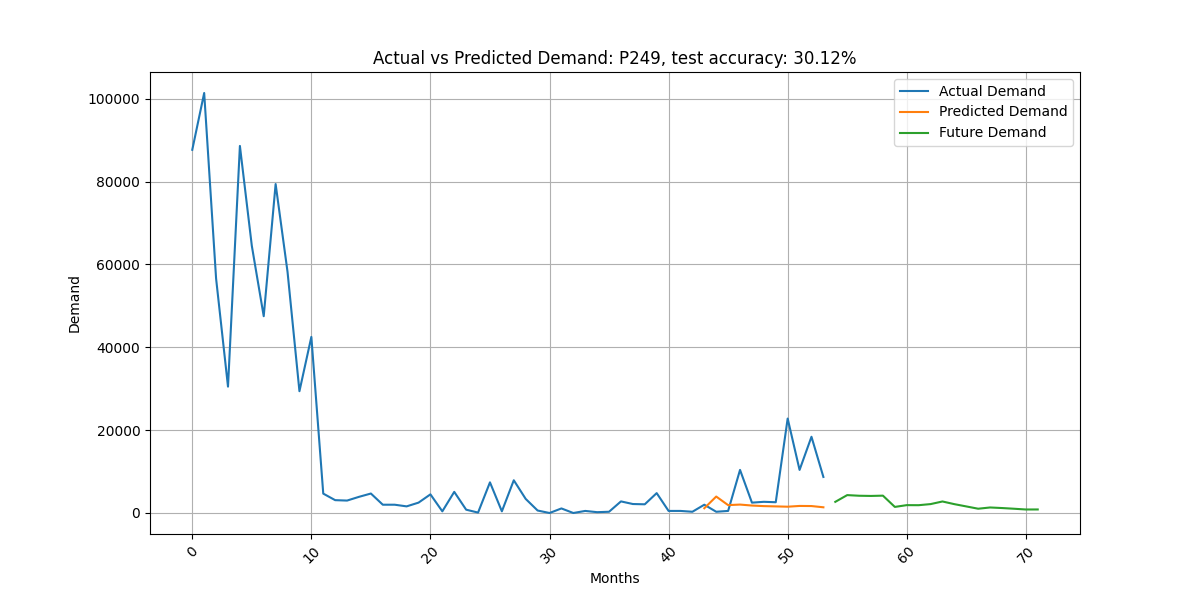 Actual vs Predicted Demand: P249, test accuracy: 30.12%
Actual Demand
Predicted Demand
Future Demand
100000
80000
60000
40000
20000
0
Demand
0
10
20
30
40
50
60
70
Months